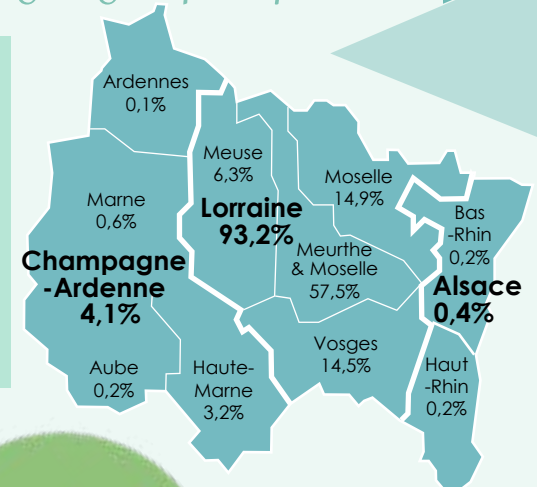 Ardennes
0,1%
Meuse
6,3%
Moselle
14,9%
Marne
0,6%
Lorraine
93,2%
Bas
-Rhin
0,2%
Meurthe
& Moselle
57,5%
Champagne
-Ardenne
4,1%
Alsace
0,4%
Vosges
14,5%
Aube
0,2%
Haute-
Marne
3,2%
Haut
-Rhin
0,2%